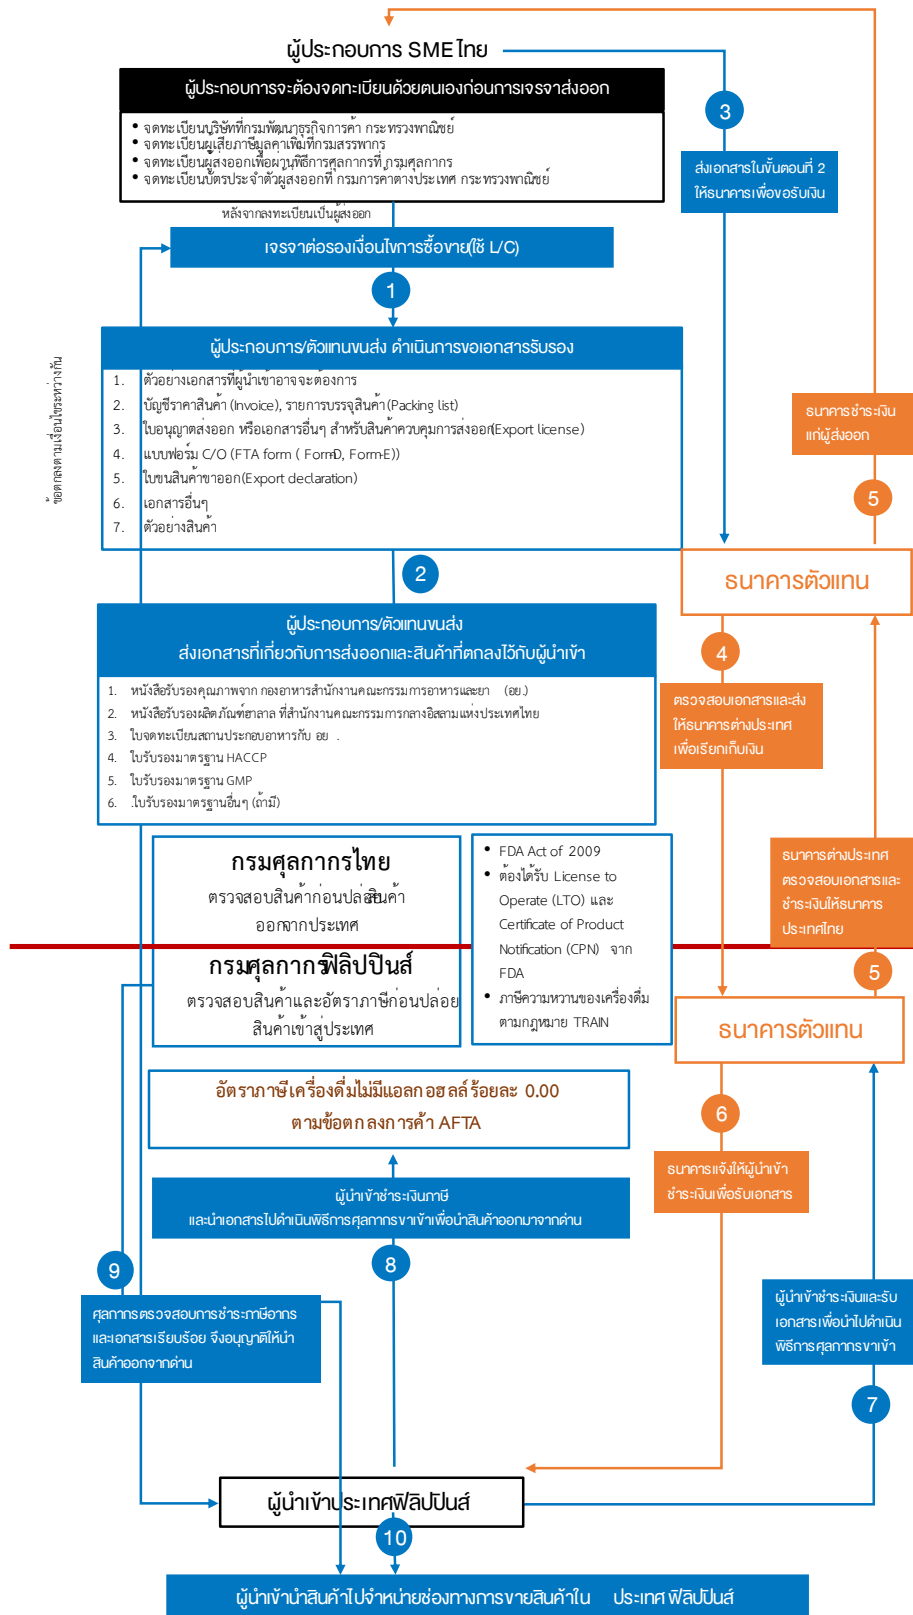 ผู้ประกอบการ SME ไทย
ผู้ประกอบการจะต้องจดทะเบียนด้วยตนเองก่อนการเจรจาส่งออก
• จดทะเบียนบริษัทที่กรมพัฒนาธุรกิจการค้า กระทรวงพาณิชย์
• จดทะเบียนผู้เสียภาษีมูลค่าเพิ่มที่กรมสรรพากร
• จดทะเบียนผู้ส่งออกเพื่อผ่านพิธีการศุลกากรที่ กรมศุลกากร
• จดทะเบียนบัตรประจำตัวผู้ส่งออกที่ กรมการค้าต่างประเทศ กระทรวงพาณิชย์
หลังจากลงทะเบียนเป็นผู้ส่งออก
3
ส่งเอกสารในขั้นตอนที่ 2
ให้ธนาคารเพื่อขอรับเงิน
เจรจาต่อรองเงื่อนไขการซื้อขาย(ใช้ L/C)
1
ข้อตกลงตามเงื่อนไขระหว่างกัน
ผู้ประกอบการ/ตัวแทนขนส่ง ดำเนินการขอเอกสารรับรอง
1. ตัวอย่างเอกสารที่ผู้นำเข้าอาจจะต้องการ
2. บัญชีราคาสินค้า (Invoice), รายการบรรจุสินค้า(Packing list)
3. ใบอนุญาตส่งออก หรือเอกสารอื่นๆ สำหรับสินค้าควบคุมการส่งออก(Export license)
4. แบบฟอร์ม C/O (FTA form ( Form-D, Form-E))
5. ใบขนสินค้าขาออก(Export declaration)
6. เอกสารอื่นๆ
7. ตัวอย่างสินค้า
ธนาคารชำระเงิน
แก่ผู้ส่งออก
5
2
ธนาคารตัวแทน
ผู้ประกอบการ/ตัวแทนขนส่ง
ส่งเอกสารที่เกี่ยวกับการส่งออกและสินค้าที่ตกลงไว้กับผู้นำเข้า
1. หนังสือรับรองคุณภาพจาก กองอาหารสำนักงานคณะกรรมการอาหารและยา (อย.)
2. หนังสือรับรองผลิตภัณฑ์ฮาลาล ที่สำนักงานคณะกรรมการกลางอิสลามแห่งประเทศไทย
3. ใบจดทะเบียนสถานประกอบอาหารกับ อย .
4. ใบรับรองมาตรฐาน HACCP
5. ใบรับรองมาตรฐาน GMP
6. .ใบรับรองมาตรฐานอื่นๆ (ถ้ามี)
4
ตรวจสอบเอกสารและส่ง
ให้ธนาคารต่างประเทศ
เพื่อเรียกเก็บเงิน
กรมศุลกากรไทย
ตรวจสอบสินค้าก่อนปล่อยสินค้า
ออกจากประเทศ
กรมศุลกากรฟิลิปปินส์
ตรวจสอบสินค้าและอัตราภาษีก่อนปล่อย
สินค้าเข้าสู่ประเทศ
• FDA Act of 2009
• ต้องได้รับ License to
Operate (LTO) และ
Certificate of Product
Notification (CPN) จาก
FDA
• ภาษีความหวานของเครื่องดื่ม
ตามกฎหมาย TRAIN
ธนาคารต่างประเทศ
ตรวจสอบเอกสารและ
ชำระเงินให้ธนาคาร
ประเทศไทย
5
ธนาคารตัวแทน
อัตราภาษีเครื่องดื่มไม่มีแอลกอฮอลล์ ร้อยละ 0.00
ตามข้อตกลงการค้า AFTA
6
ธนาคารแจ้งให้ผู้นำเข้า
ชำระเงินเพื่อรับเอกสาร
ผู้นำเข้าชำระเงินภาษี
และนำเอกสารไปดำเนินพิธีการศุลกากรขาเข้าเพื่อนำสินค้าออกมาจากด่าน
8
9
ศุลกากรตรวจสอบการชำระภาษีอากร
และเอกสารเรียบร้อย จึงอนุญาติให้นำ
สินค้าออกจากด่าน
ผู้นำเข้าชำระเงินและรับ
เอกสารเพื่อนำไปดำเนิน
พิธีการศุลกากรขาเข้า
7
ผู้นำเข้าประเทศฟิลิปปินส์
10
ผู้นำเข้านำสินค้าไปจำหน่ายช่องทางการขายสินค้าใน ประเทศ ฟิลิปปินส์